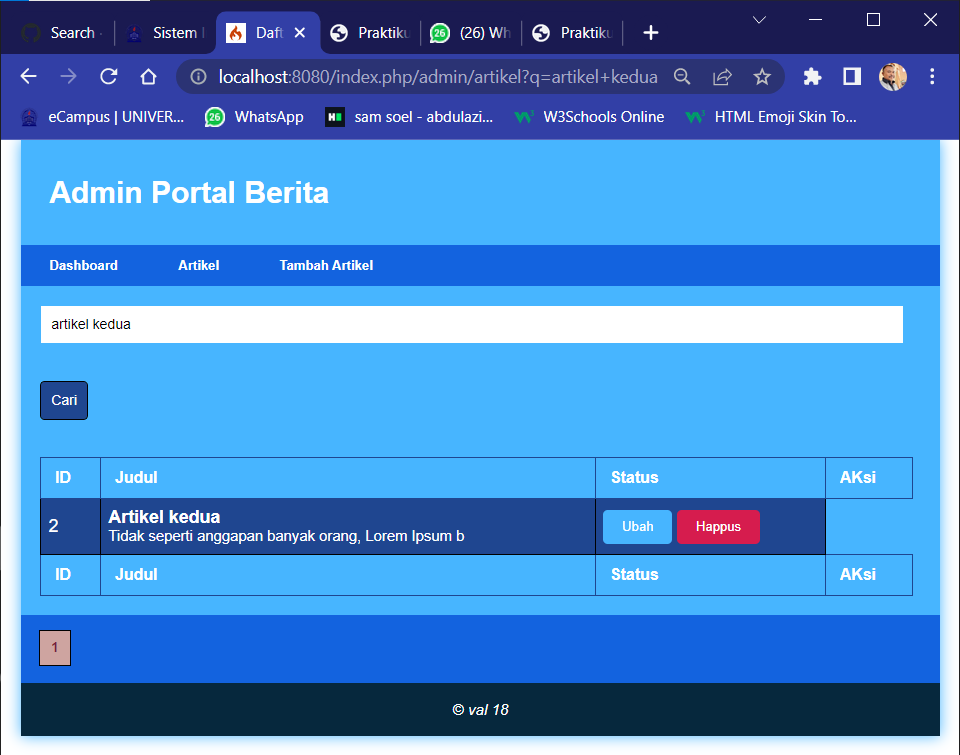 Search
Sistem
Daft
Praktiku
26
(26) Wh
Praktiku
localhost:8080/index.php/admin/artikel?q=artikel+kedua
eCampus | UNIVER...
26
WhatsApp
sam soel - abdulazi...
W3Schools Online
HTML Emoji Skin To...
Admin Portal Berita
Dashboard
Artikel
Tambah Artikel
artikel kedua
Cari
ID Judul Status AKsi
2 Artikel kedua Ubah Happus
Tidak seperti anggapan banyak orang, Lorem Ipsum b
ID Judul Status AKsi
1
© val 18